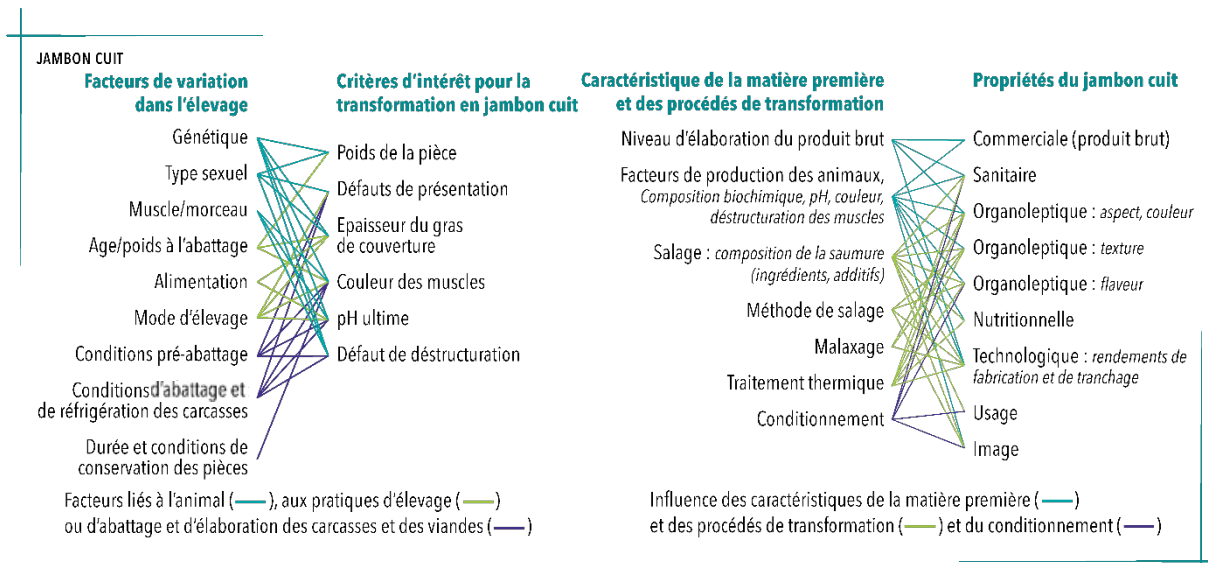 JAMBON CUIT
Facteurs de variation
dans l'élevage
Génétique
Type sexuel
Muscle/morceau
Age/poids à l'abattage
Alimentation
Mode d'élevage
Conditions pré-abattage
Conditions d'abattage et
de réfrigération des carcasses
Durée et conditions de
conservation des pièces
Critères d'intérêt pour la
transformation en jambon cuit
Poids de la pièce
Défauts de présentation
Epaisseur du gras
de couverture
Couleur des muscles
pH ultime
Défaut de déstructuration
Facteurs liés à l'animal (
), aux pratiques d'élevage (
)
ou d'abattage et d'élaboration des carcasses et des viandes (
)
Caractéristique de la matière première
et des procédés de transformation
Niveau d'élaboration du produit brut
Facteurs de production des animaux,
Composition biochimique, pH, couleur,
déstructuration des muscles
Salage : composition de la saumure
(ingrédients, additifs)
Méthode de salage
Malaxage
Traitement thermique
Conditionnement
Propriétés du jambon cuit
Commerciale (produit brut)
Sanitaire
Organoleptique : aspect, couleur
Organoleptique : texture
Organoleptique : flaveur
Nutritionnelle
Technologique : rendements de
fabrication et de tranchage
Usage
Image
Influence des caractéristiques de la matière première (
)
et des procédés de transformation (
) et du conditionnement (
)